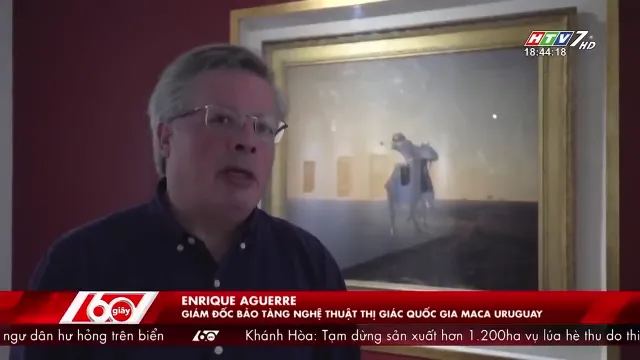 HTV7 HD
18:44:18
ENRIQUE AGUERRE
60 giây
GIÁM ĐỐC BẢO TÀNG NGHỆ THUẬT THỊ GIÁC QUỐC GIA MACA URUGUAY
ngư dân hư hỏng trên biển 60 giây Khánh Hòa: Tạm dừng sản xuất hơn 1.200ha vụ lúa hè thu do thi